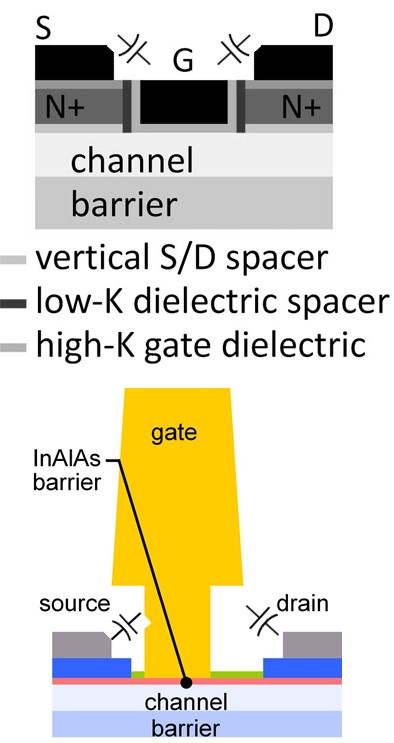 S D
G
N+ N+
channel
barrier
vertical S/D spacer
low-K dielectric spacer
high-K gate dielectric
gate
InAlAs
barrier
source drain
channel
barrier